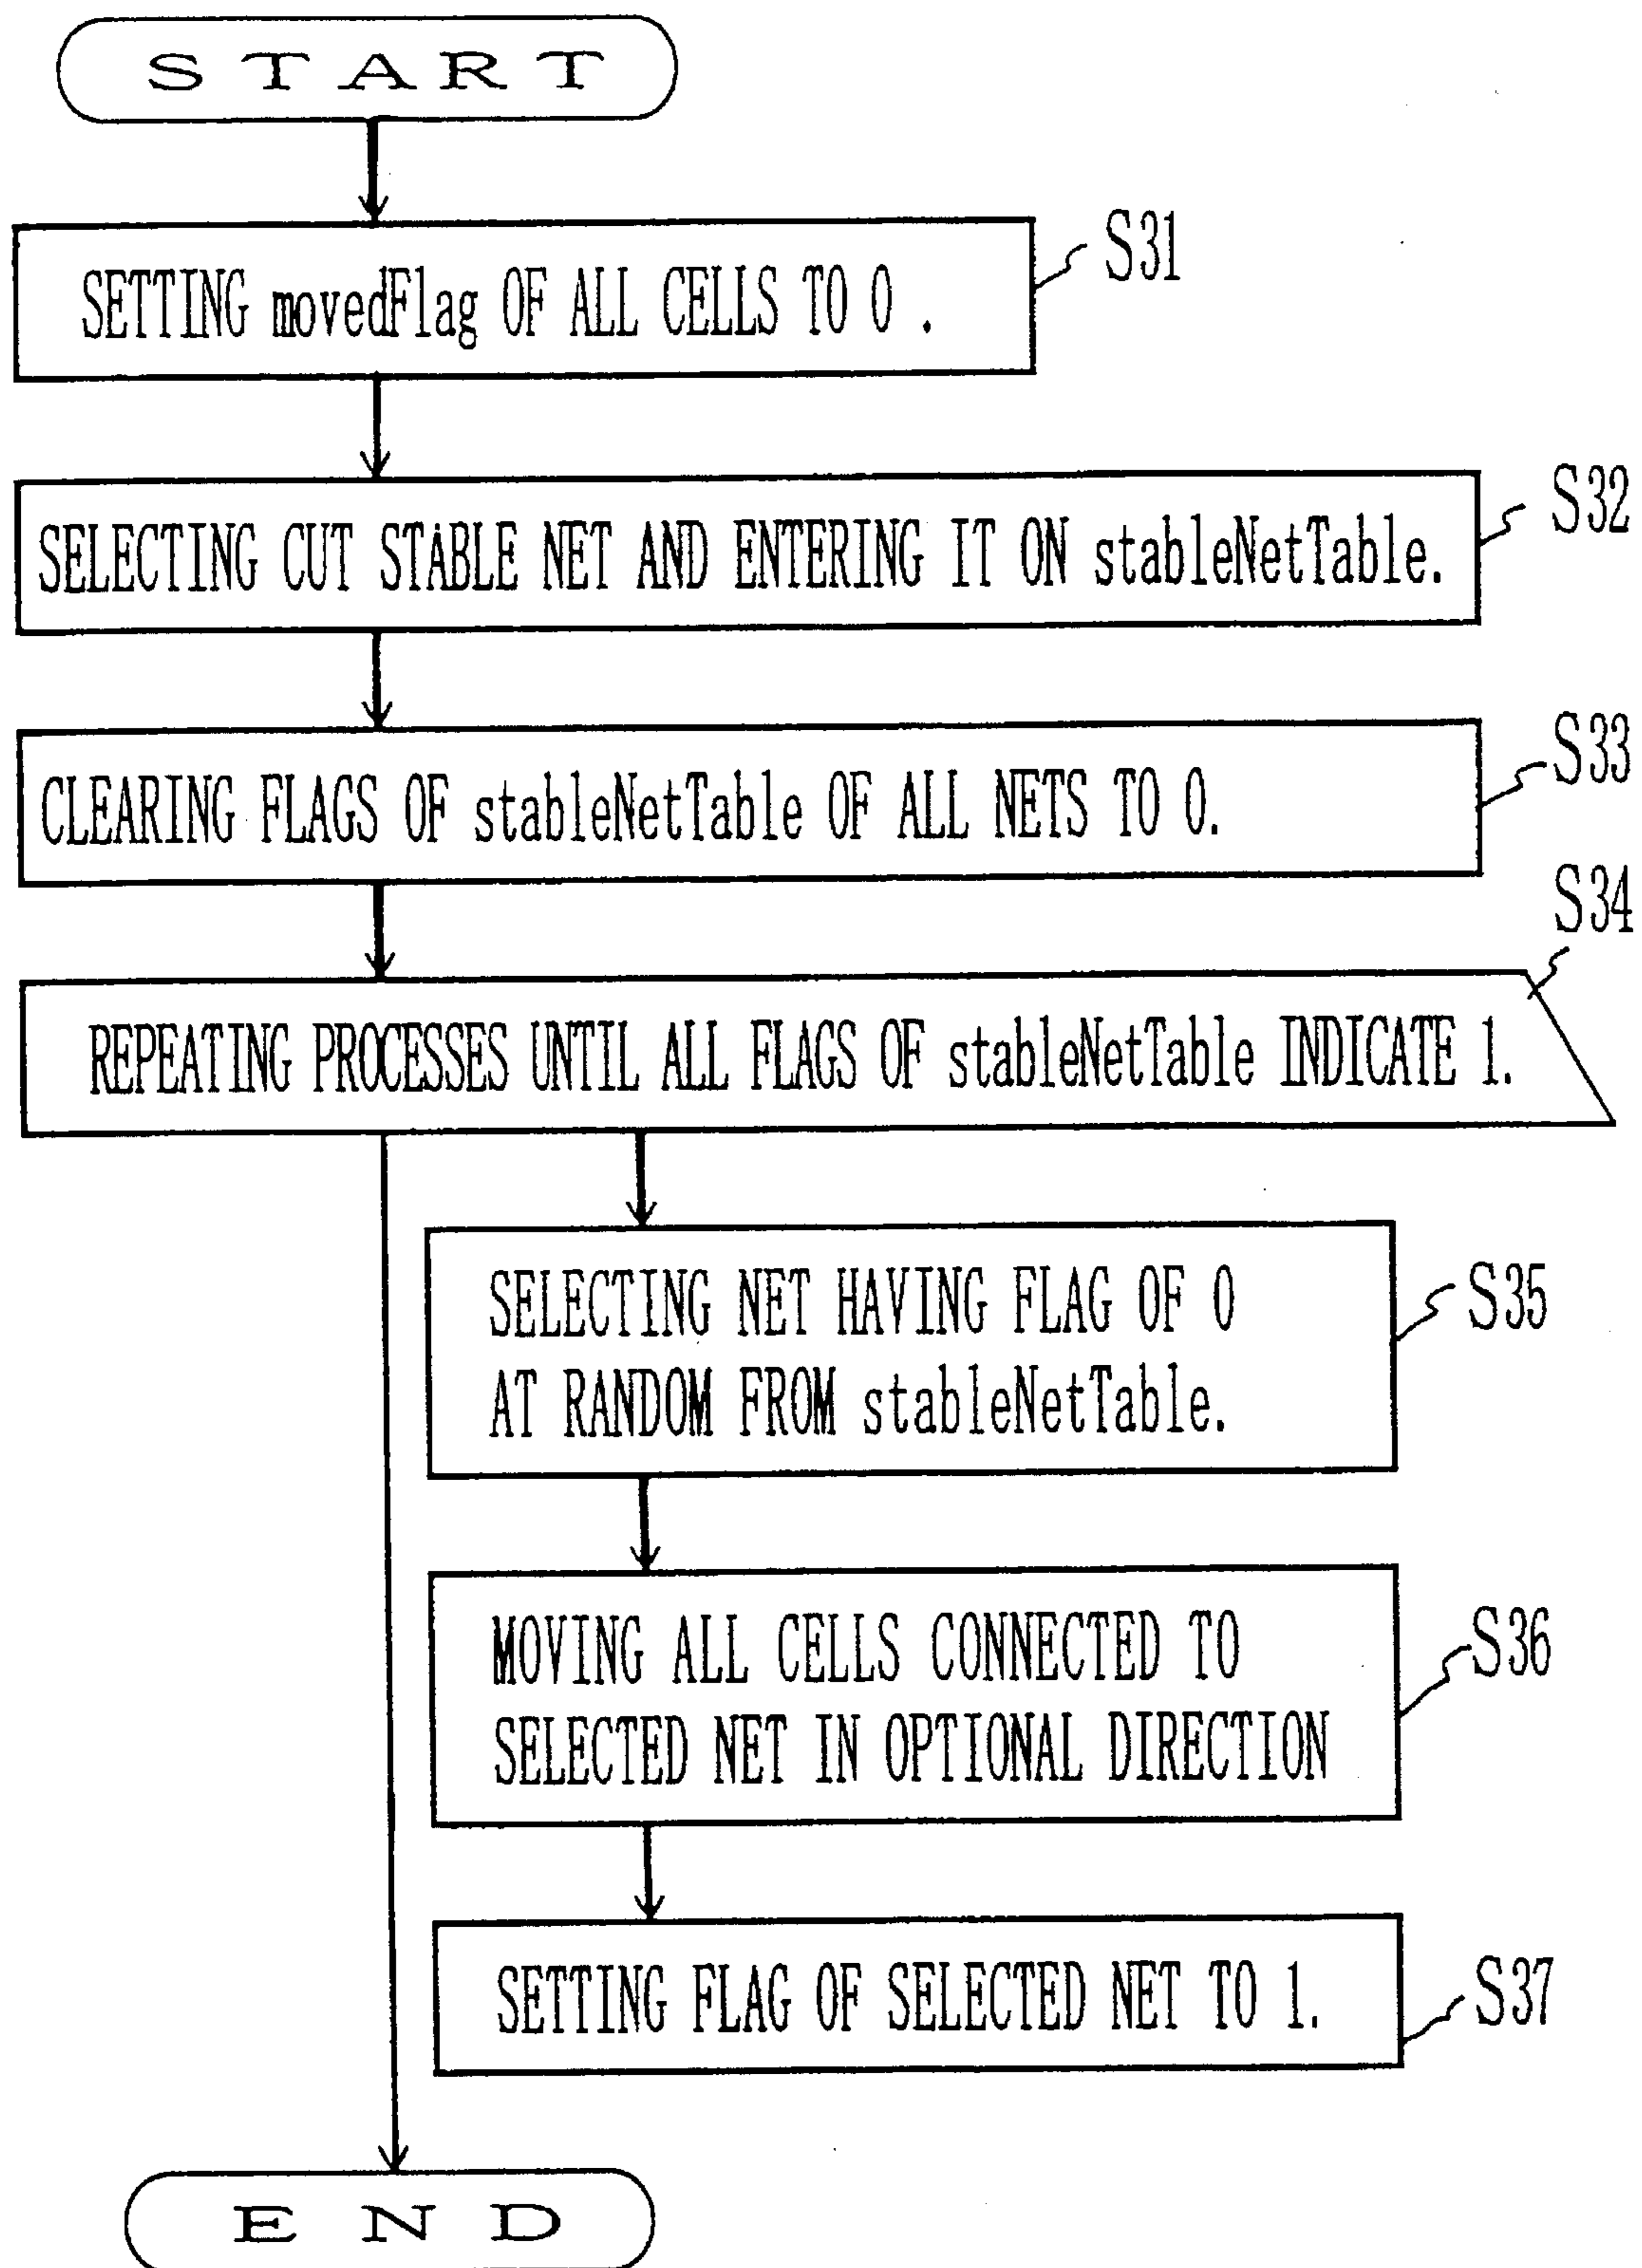 START
S31
SETTING movedFlag OF ALL CELLS TO 0 .
S32
SELECTING CUT STABLE NET AND ENTERING IT ON stableNetTable.
S33
CLEARING FLAGS OF stableNetTable OF ALL NETS TO 0.
S34
REPEATING PROCESSES UNTIL ALL FLAGS OF stableNetTable INDICATE 1.
S35
SELECTING NET HAVING FLAG OF 0
AT RANDOM FROM stableNetTable.
S36
MOVING ALL CELLS CONNECTED TO
SELECTED NET IN OPTIONAL DIRECTION
S37
SETTING FLAG OF SELECTED NET TO 1.
END